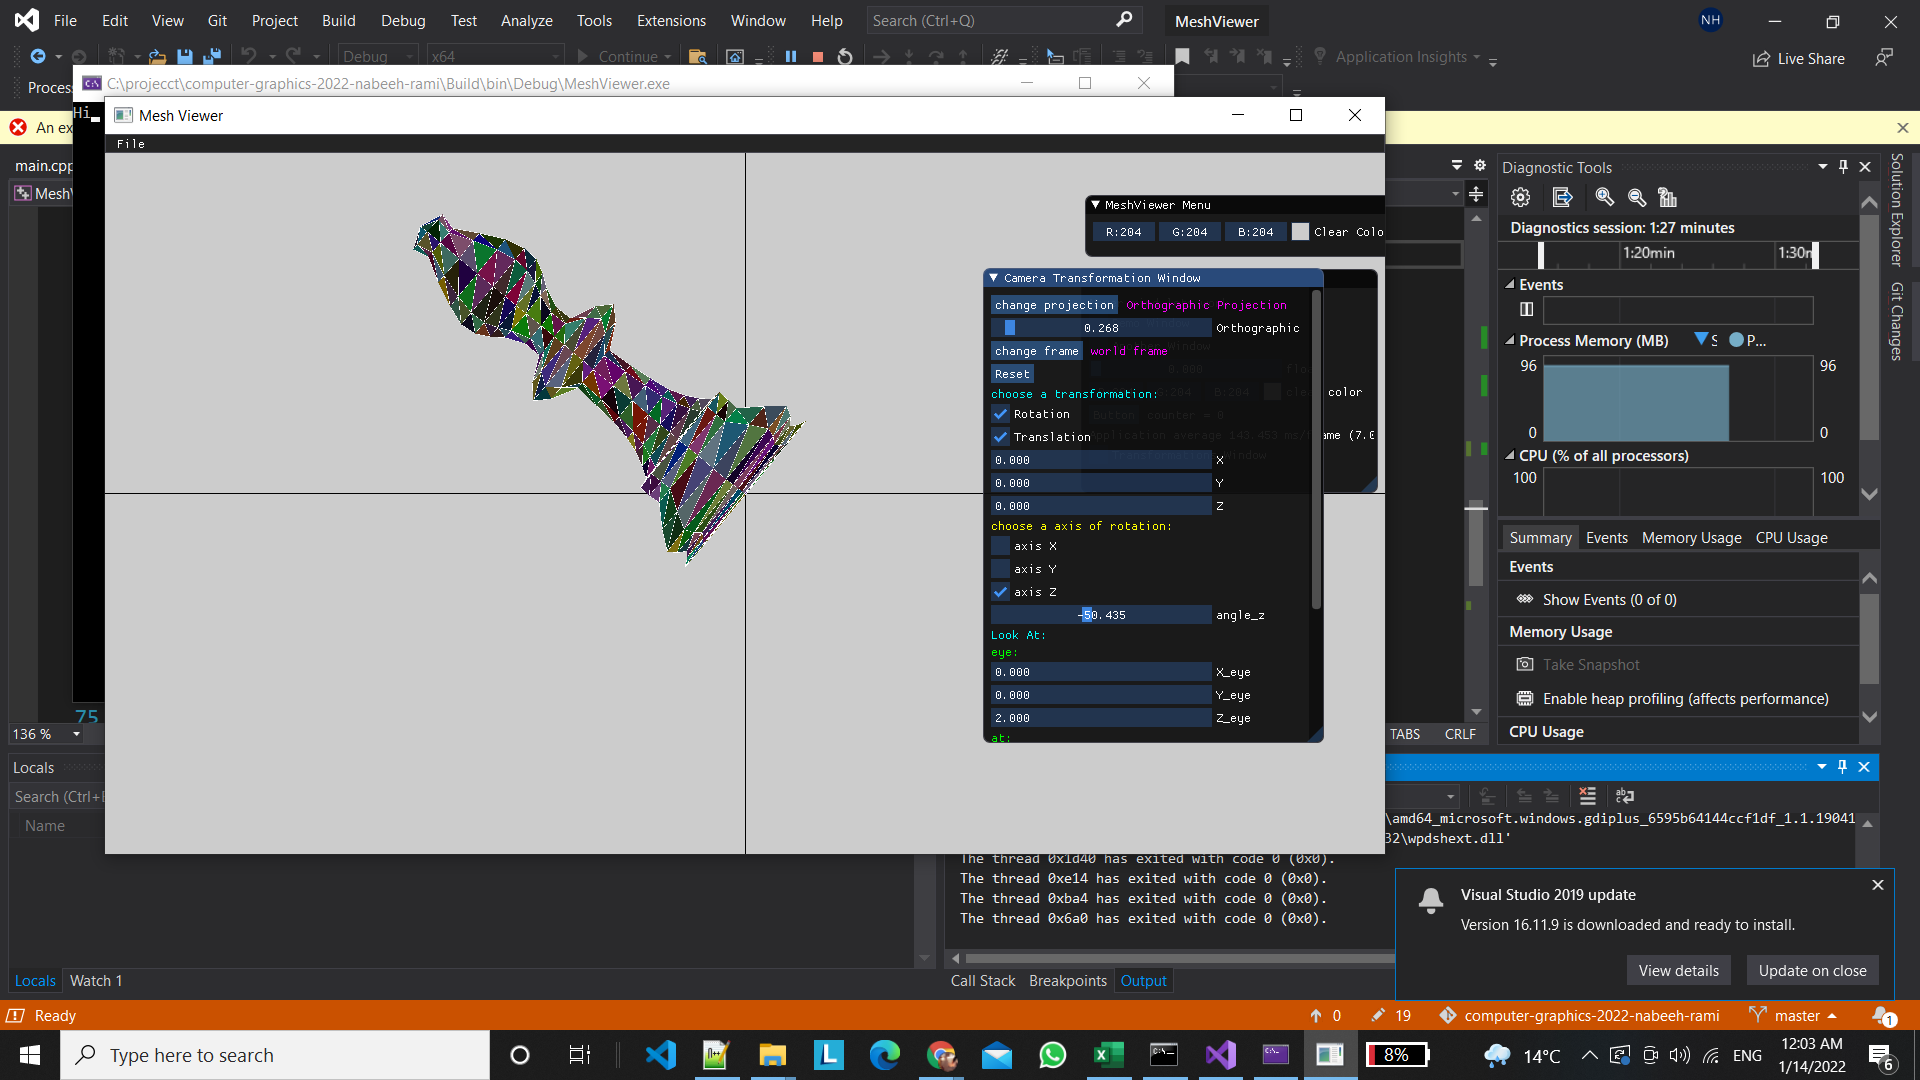 File Edit View Git Project Build Debug Test Analyze Tools Extensions Window Help Search (Ctrl+Q) MeshViewer NH
Debug x64 Continue Application Insights Live Share
Process
C:\projecct\computer-graphics-2022-nabeeh-rami\Build\bin\Debug\MeshViewer.exe
Hi
Mesh Viewer
An ex
File
main.cpp
MeshV
75
136 %
MeshViewer Menu
R:204 G:204 B:204 Clear Colo
Camera Transformation Window
change projection Orthographic Projection
0.268 Orthographic
change frame world frame
Reset
choose a transformation:
color
Rotation
counter = 0
Translation
Application average 143.453 ms/frame (7.0
0.000 X
0.000 Y
0.000 Z
choose a axis of rotation:
axis X
axis Y
axis Z
-50.435 angle_z
Look At:
eye:
0.000 X_eye
0.000 Y_eye
2.000 Z_eye
at:
TABS CRLF
Diagnostic Tools
Diagnostics session: 1:27 minutes
1:20min 1:30m
Events
Process Memory (MB) S P...
96 96
0 0
CPU (% of all processors)
100 100
Summary Events Memory Usage CPU Usage
Events
Show Events (0 of 0)
Memory Usage
Take Snapshot
Enable heap profiling (affects performance)
CPU Usage
Solution Explorer
Git Changes
Locals
Search (Ctrl+E
Name
Locals Watch 1
\amd64_microsoft.windows.gdiplus_6595b64144ccf1df_1.1.19041
32\wpdshext.dll'
The thread 0x1d40 has exited with code 0 (0x0).
The thread 0xe14 has exited with code 0 (0x0).
The thread 0xba4 has exited with code 0 (0x0).
The thread 0x6a0 has exited with code 0 (0x0).
Call Stack Breakpoints Output
Visual Studio 2019 update
Version 16.11.9 is downloaded and ready to install.
View details Update on close
Ready 0 19 computer-graphics-2022-nabeeh-rami master 1
Type here to search 8% 14°C ENG 12:03 AM
1/14/2022 6